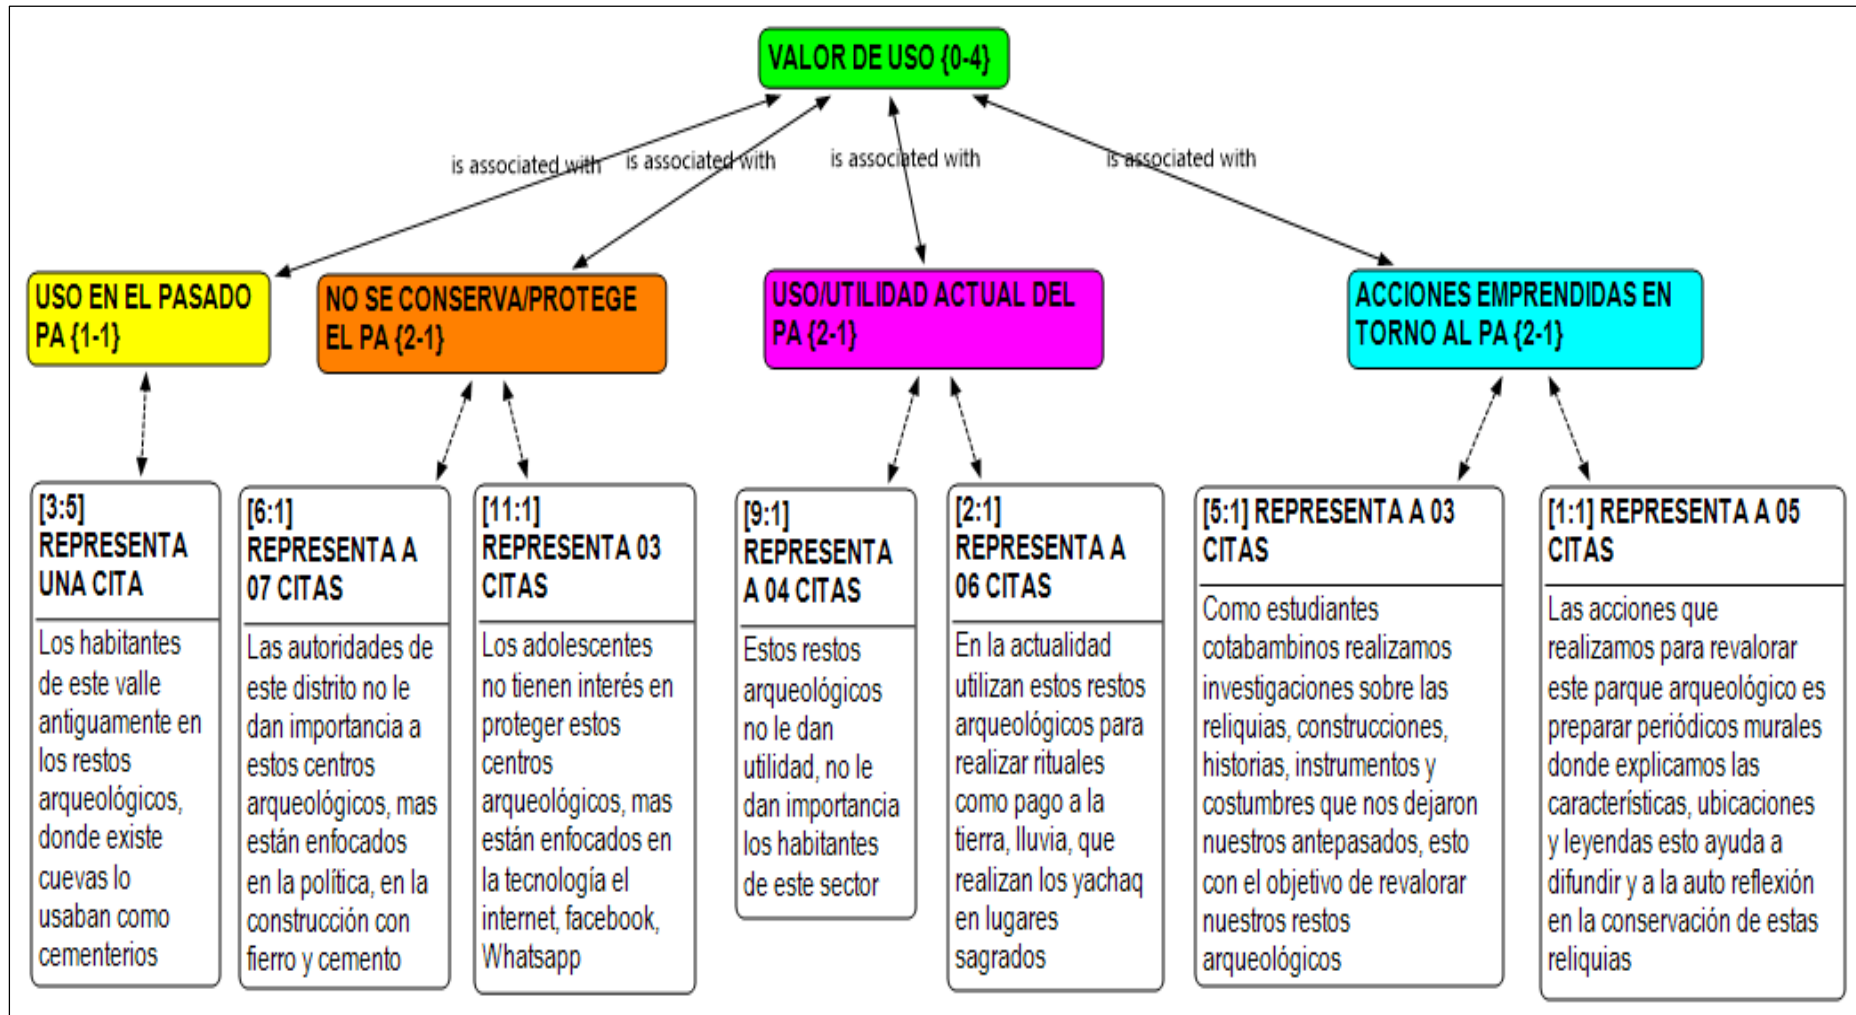 VALOR DE USO {0-4}
is associated with
is associated with
is associated with
is associated with
USO EN EL PASADO
PA {1-1}
NO SE CONSERVA/PROTEGE
EL PA {2-1}
USO/UTILIDAD ACTUAL DEL
PA {2-1}
ACCIONES EMPRENDIDAS EN
TORNO AL PA {2-1}
[3:5]
REPRESENTA
UNA CITA
Los habitantes
de este valle
antiguamente en
los restos
arqueológicos,
donde existe
cuevas lo
usaban como
cementerios
[6:1]
REPRESENTA A
07 CITAS
Las autoridades de
este distrito no le
dan importancia a
estos centros
arqueológicos, mas
están enfocados
en la política, en la
construcción con
fierro y cemento
[11:1]
REPRESENTA 03
CITAS
Los adolescentes
no tienen interés en
proteger estos
centros
arqueológicos, mas
están enfocados en
la tecnología el
internet, facebook,
Whatsapp
[9:1]
REPRESENTA
A 04 CITAS
Estos restos
arqueológicos
no le dan
utilidad, no le
dan importancia
los habitantes
de este sector
[2:1]
REPRESENTA A
06 CITAS
En la actualidad
utilizan estos restos
arqueológicos para
realizar rituales
como pago a la
tierra, lluvia, que
realizan los yachaq
en lugares
sagrados
[5:1] REPRESENTA A 03
CITAS
Como estudiantes
cotabambinos realizamos
investigaciones sobre las
reliquias, construcciones,
historias, instrumentos y
costumbres que nos dejaron
nuestros antepasados, esto
con el objetivo de revalorar
nuestros restos
arqueológicos
[1:1] REPRESENTA A 05
CITAS
Las acciones que
realizamos para revalorar
este parque arqueológico es
preparar periódicos murales
donde explicamos las
características, ubicaciones
y leyendas esto ayuda a
difundir y a la auto reflexión
en la conservación de estas
reliquias